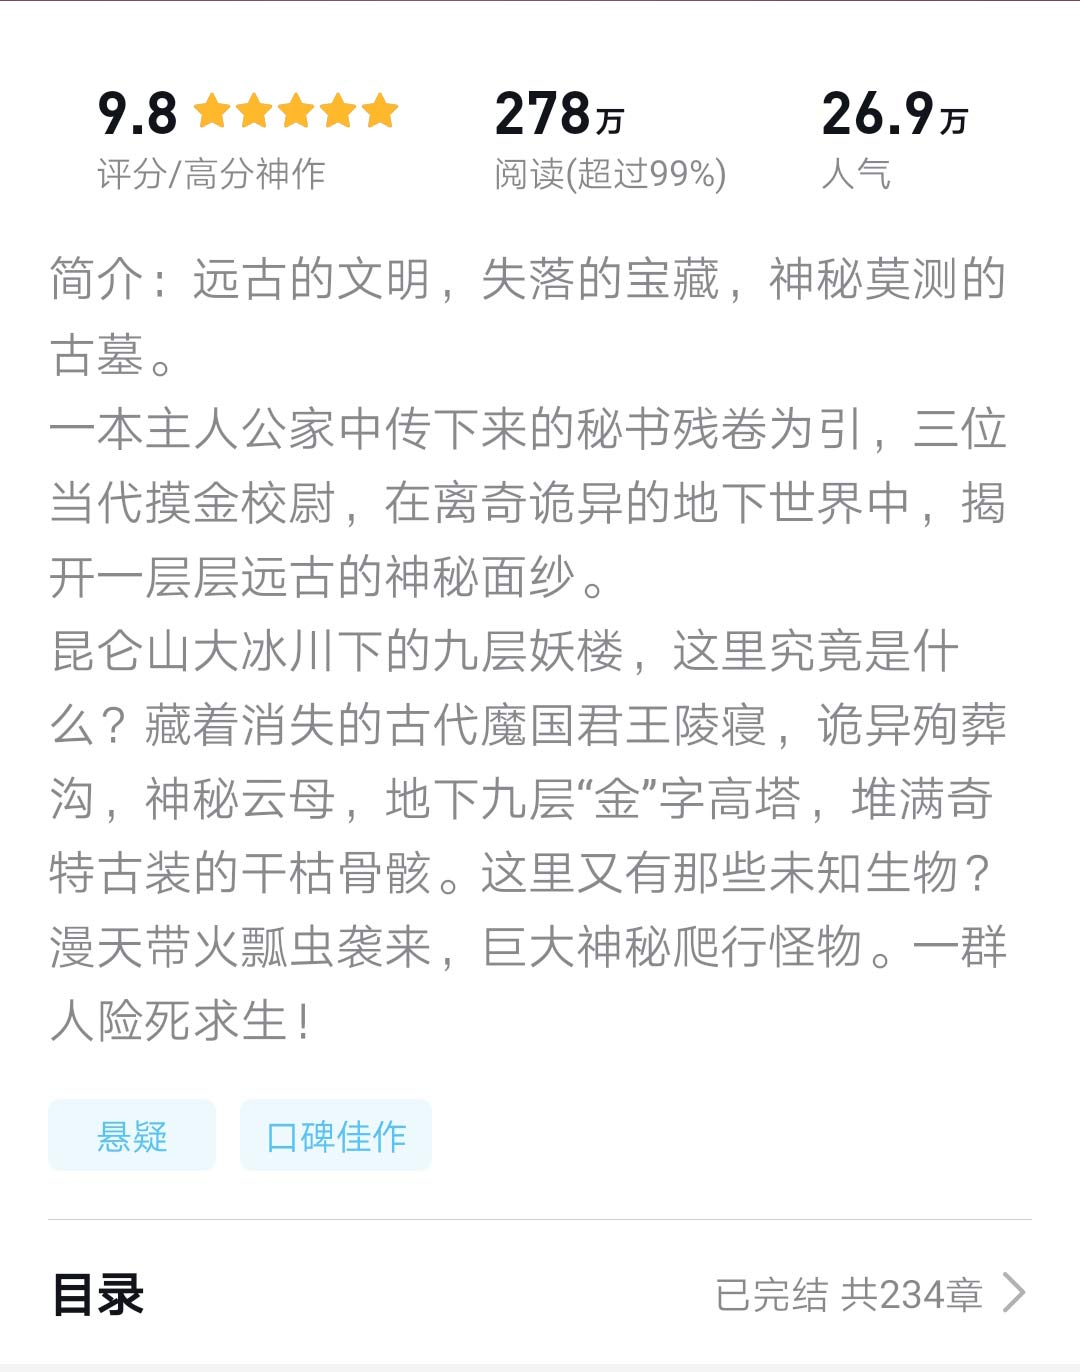 9.8
278万
26.9万
评分/高分神作
阅读(超过99%)
人气
简介：远古的文明，失落的宝藏，神秘莫测的
古墓。
一本主人公家中传下来的秘书残卷为引，三位
当代摸金校尉，在离奇诡异的地下世界中，揭
开一层层远古的神秘面纱。
昆仑山大冰川下的九层妖楼，这里究竟是什
么？藏着消失的古代魔国君王陵寝，诡异殉葬
沟，神秘云母，地下九层“金”字高塔，堆满奇
特古装的干枯骨骸。这里又有那些未知生物？
漫天带火瓢虫袭来，巨大神秘爬行怪物。一群
人险死求生！
悬疑
口碑佳作
目录
已完结 共234章